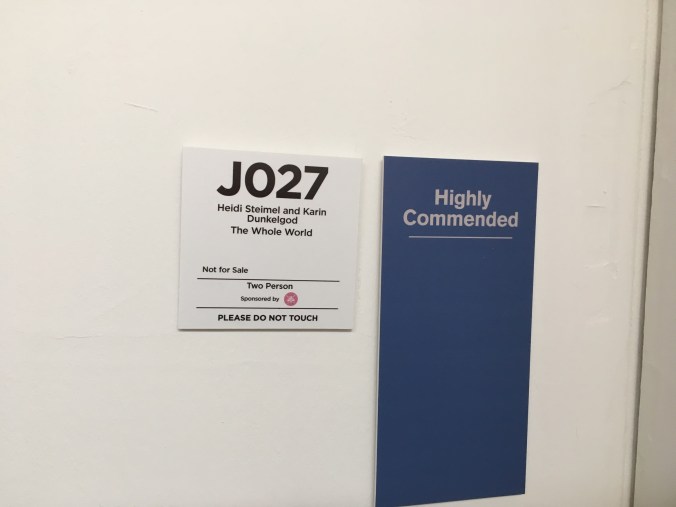 J027
Heidi Steimel and Karin
Dunkelgod
The Whole World
Not for Sale
Two Person
Sponsored by
PLEASE DO NOT TOUCH
Highly
Commended